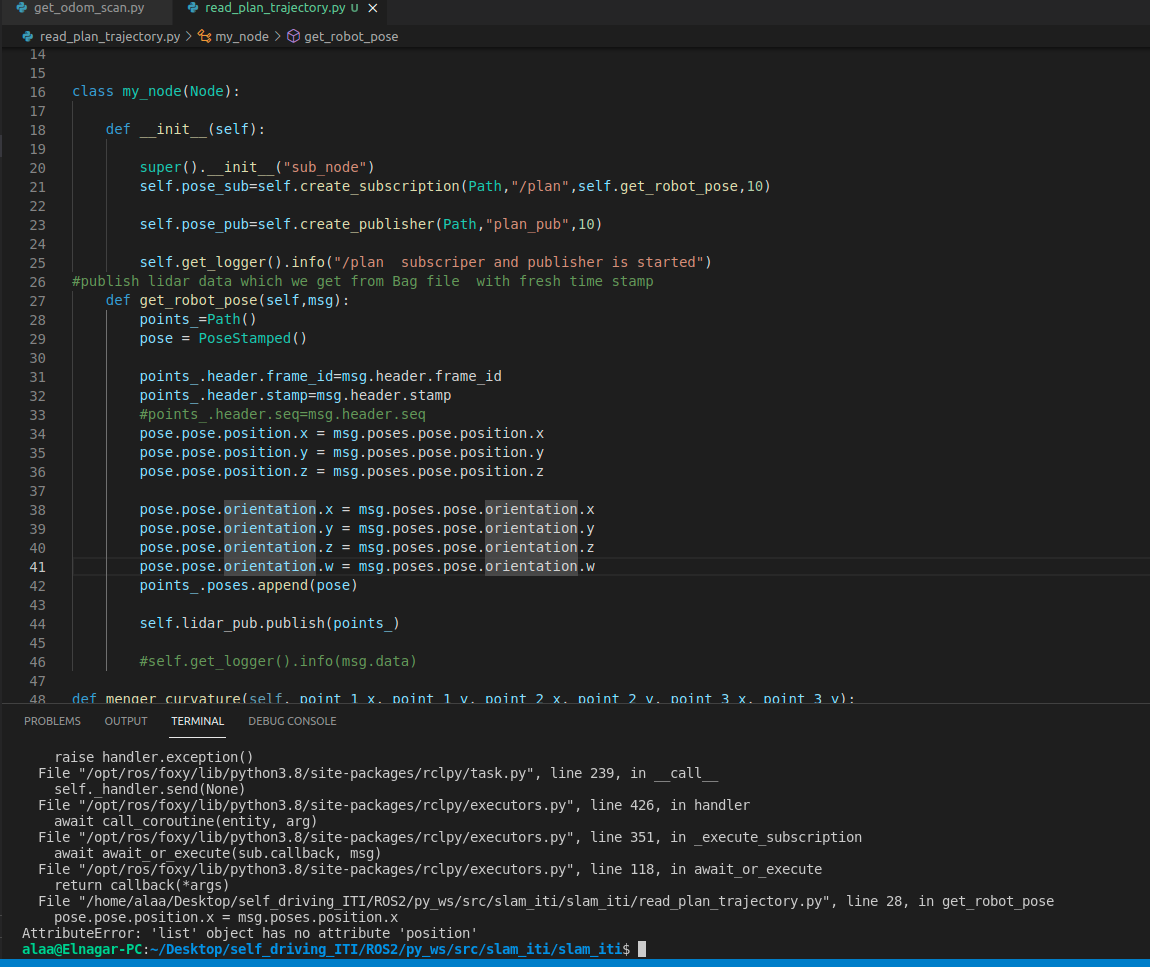 get_odom_scan.py read_plan_trajectory.py U
read_plan_trajectory.py > my_node > get_robot_pose
14
15
16 class my_node(Node):
17
18 def __init__(self):
19
20 super().__init__("sub_node")
21 self.pose_sub=self.create_subscription(Path,"/plan",self.get_robot_pose,10)
22
23 self.pose_pub=self.create_publisher(Path,"plan_pub",10)
24
25 self.get_logger().info("/plan  subscriper and publisher is started")
26 #publish lidar data which we get from Bag file  with fresh time stamp
27 def get_robot_pose(self,msg):
28 points_=Path()
29 pose = PoseStamped()
30
31 points_.header.frame_id=msg.header.frame_id
32 points_.header.stamp=msg.header.stamp
33 #points_.header.seq=msg.header.seq
34 pose.pose.position.x = msg.poses.pose.position.x
35 pose.pose.position.y = msg.poses.pose.position.y
36 pose.pose.position.z = msg.poses.pose.position.z
37
38 pose.pose.orientation.x = msg.poses.pose.orientation.x
39 pose.pose.orientation.y = msg.poses.pose.orientation.y
40 pose.pose.orientation.z = msg.poses.pose.orientation.z
41 pose.pose.orientation.w = msg.poses.pose.orientation.w
42 points_.poses.append(pose)
43
44 self.lidar_pub.publish(points_)
45
46 #self.get_logger().info(msg.data)
47
48 def menger_curvature(self, point_1_x, point_1_y, point_2_x, point_2_y, point_3_x, point_3_y):
PROBLEMS OUTPUT TERMINAL DEBUG CONSOLE
raise handler.exception()
File "/opt/ros/foxy/lib/python3.8/site-packages/rclpy/task.py", line 239, in __call__
self._handler.send(None)
File "/opt/ros/foxy/lib/python3.8/site-packages/rclpy/executors.py", line 426, in handler
await call_coroutine(entity, arg)
File "/opt/ros/foxy/lib/python3.8/site-packages/rclpy/executors.py", line 351, in _execute_subscription
await await_or_execute(sub.callback, msg)
File "/opt/ros/foxy/lib/python3.8/site-packages/rclpy/executors.py", line 118, in await_or_execute
return callback(*args)
File "/home/alaa/Desktop/self_driving_ITI/ROS2/py_ws/src/slam_iti/slam_iti/read_plan_trajectory.py", line 28, in get_robot_pose
pose.pose.position.x = msg.poses.position.x
AttributeError: 'list' object has no attribute 'position'
alaa@Elnagar-PC:~/Desktop/self_driving_ITI/ROS2/py_ws/src/slam_iti/slam_iti$